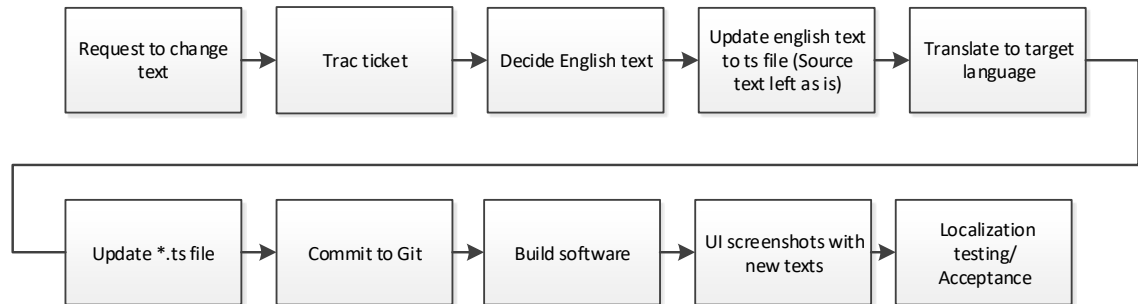 Request to change
text
Trac ticket
Decide English text
Update english text
to ts file (Source
text left as is)
Translate to target
language
Update *.ts file
Commit to Git
Build software
UI screenshots with
new texts
Localization
testing/
Acceptance